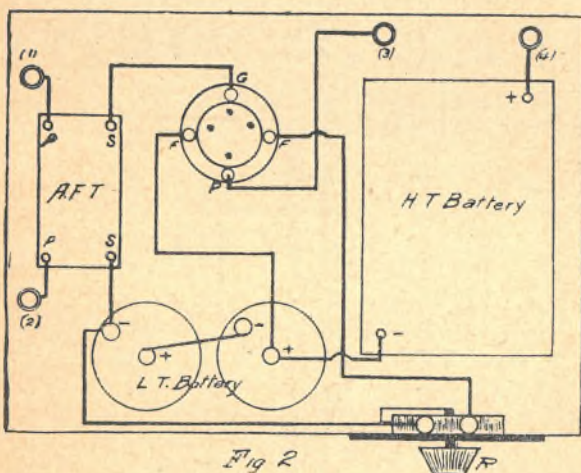 (1)
(3)
(4)
G
P
S
+
F
F
A.F.T
P
H T Battery
P
S
(2)
-
-
-
+
+
L T. Battery
Fig 2
R